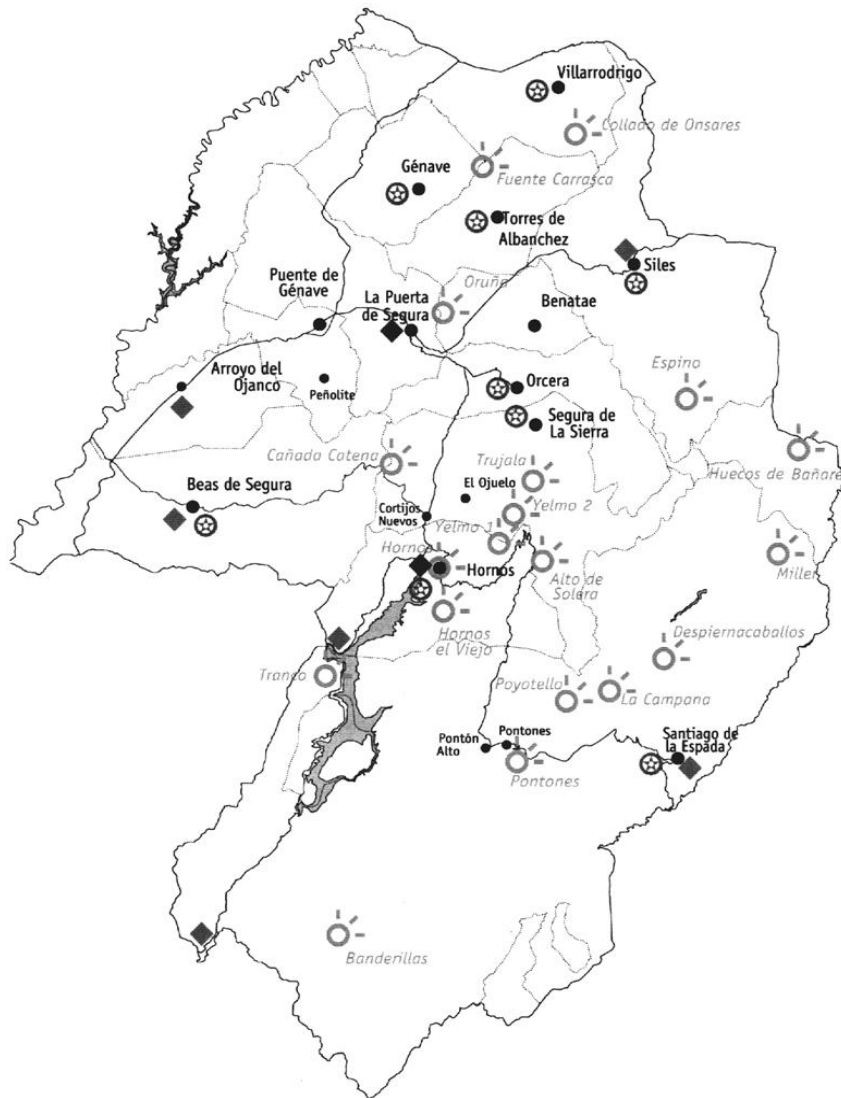 Villarrodrigo
Collado de Onsares
Génave
Fuente Carrasca
Torres de
Albanchez
Siles
Puente de
Génave
La Puerta
de Segura
Oruña
Benatae
Arroyo del
Ojanco
Peñolite
Orcera
Espino
Segura de
La Sierra
Cañada Catena
Trujala
Huecos de Bañare
Beas de Segura
El Ojuelo
Yelmo 2
Cortijos
Nuevos
Yelmo 1
Hornos
Hornos
Alto de
Solera
Miller
Hornos
el Viejo
Despiernacaballos
Tranco
Poyotello
La Campana
Pontón
Alto
Pontones
Santiago de
la Espada
Pontones
Banderillas